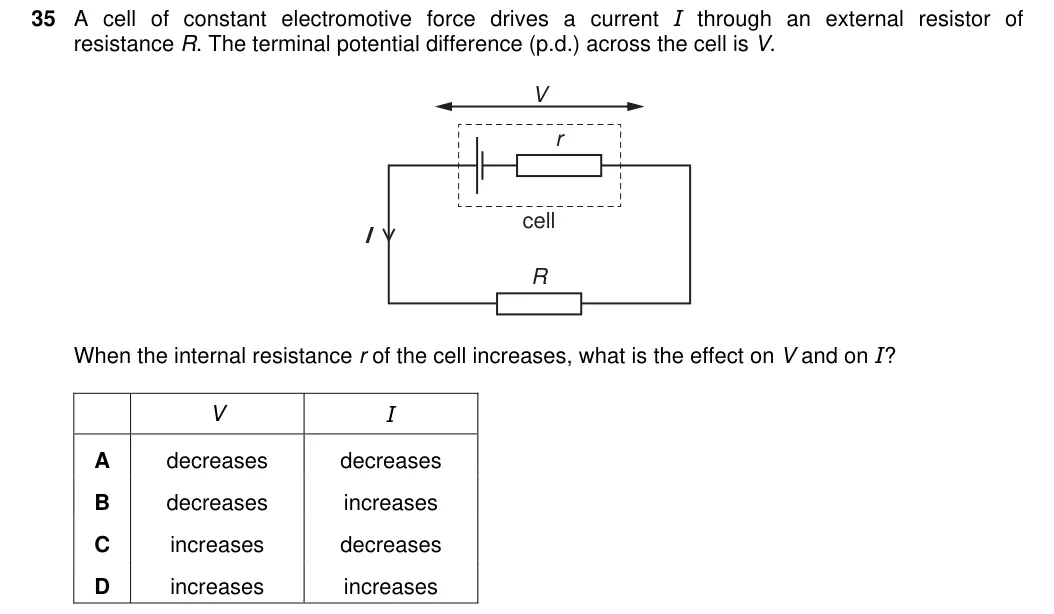 35 A cell of constant electromotive force drives a current I through an external resistor of
resistance R. The terminal potential difference (p.d.) across the cell is V.
V
r
cell
I
R
When the internal resistance r of the cell increases, what is the effect on V and on I?
V I
A decreases decreases
B decreases increases
C increases decreases
D increases increases